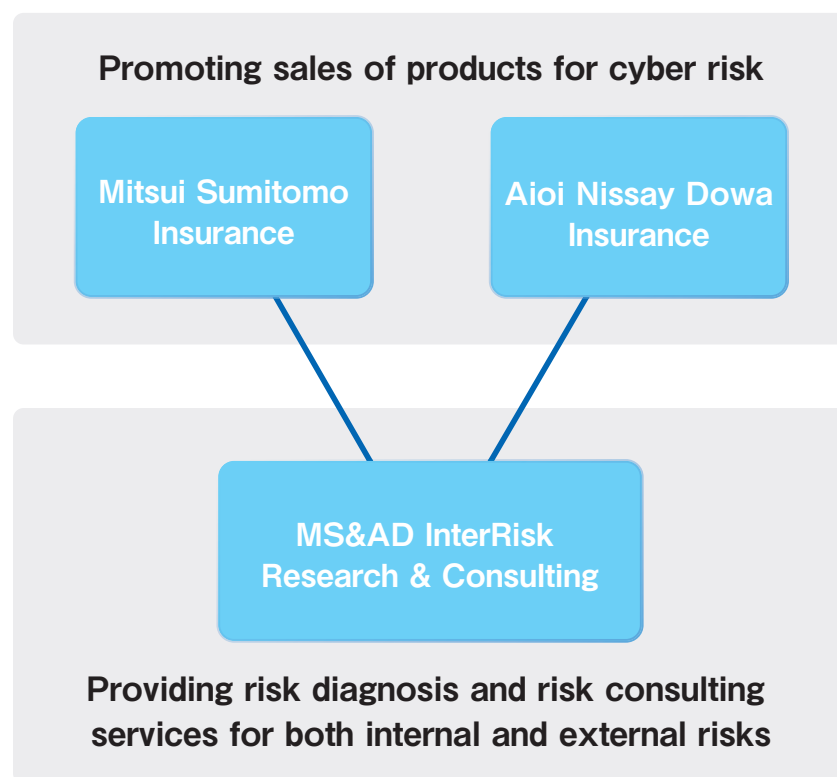 Promoting sales of products for cyber risk
Mitsui Sumitomo
Insurance
Aioi Nissay Dowa
Insurance
MS&AD InterRisk
Research & Consulting
Providing risk diagnosis and risk consulting
services for both internal and external risks